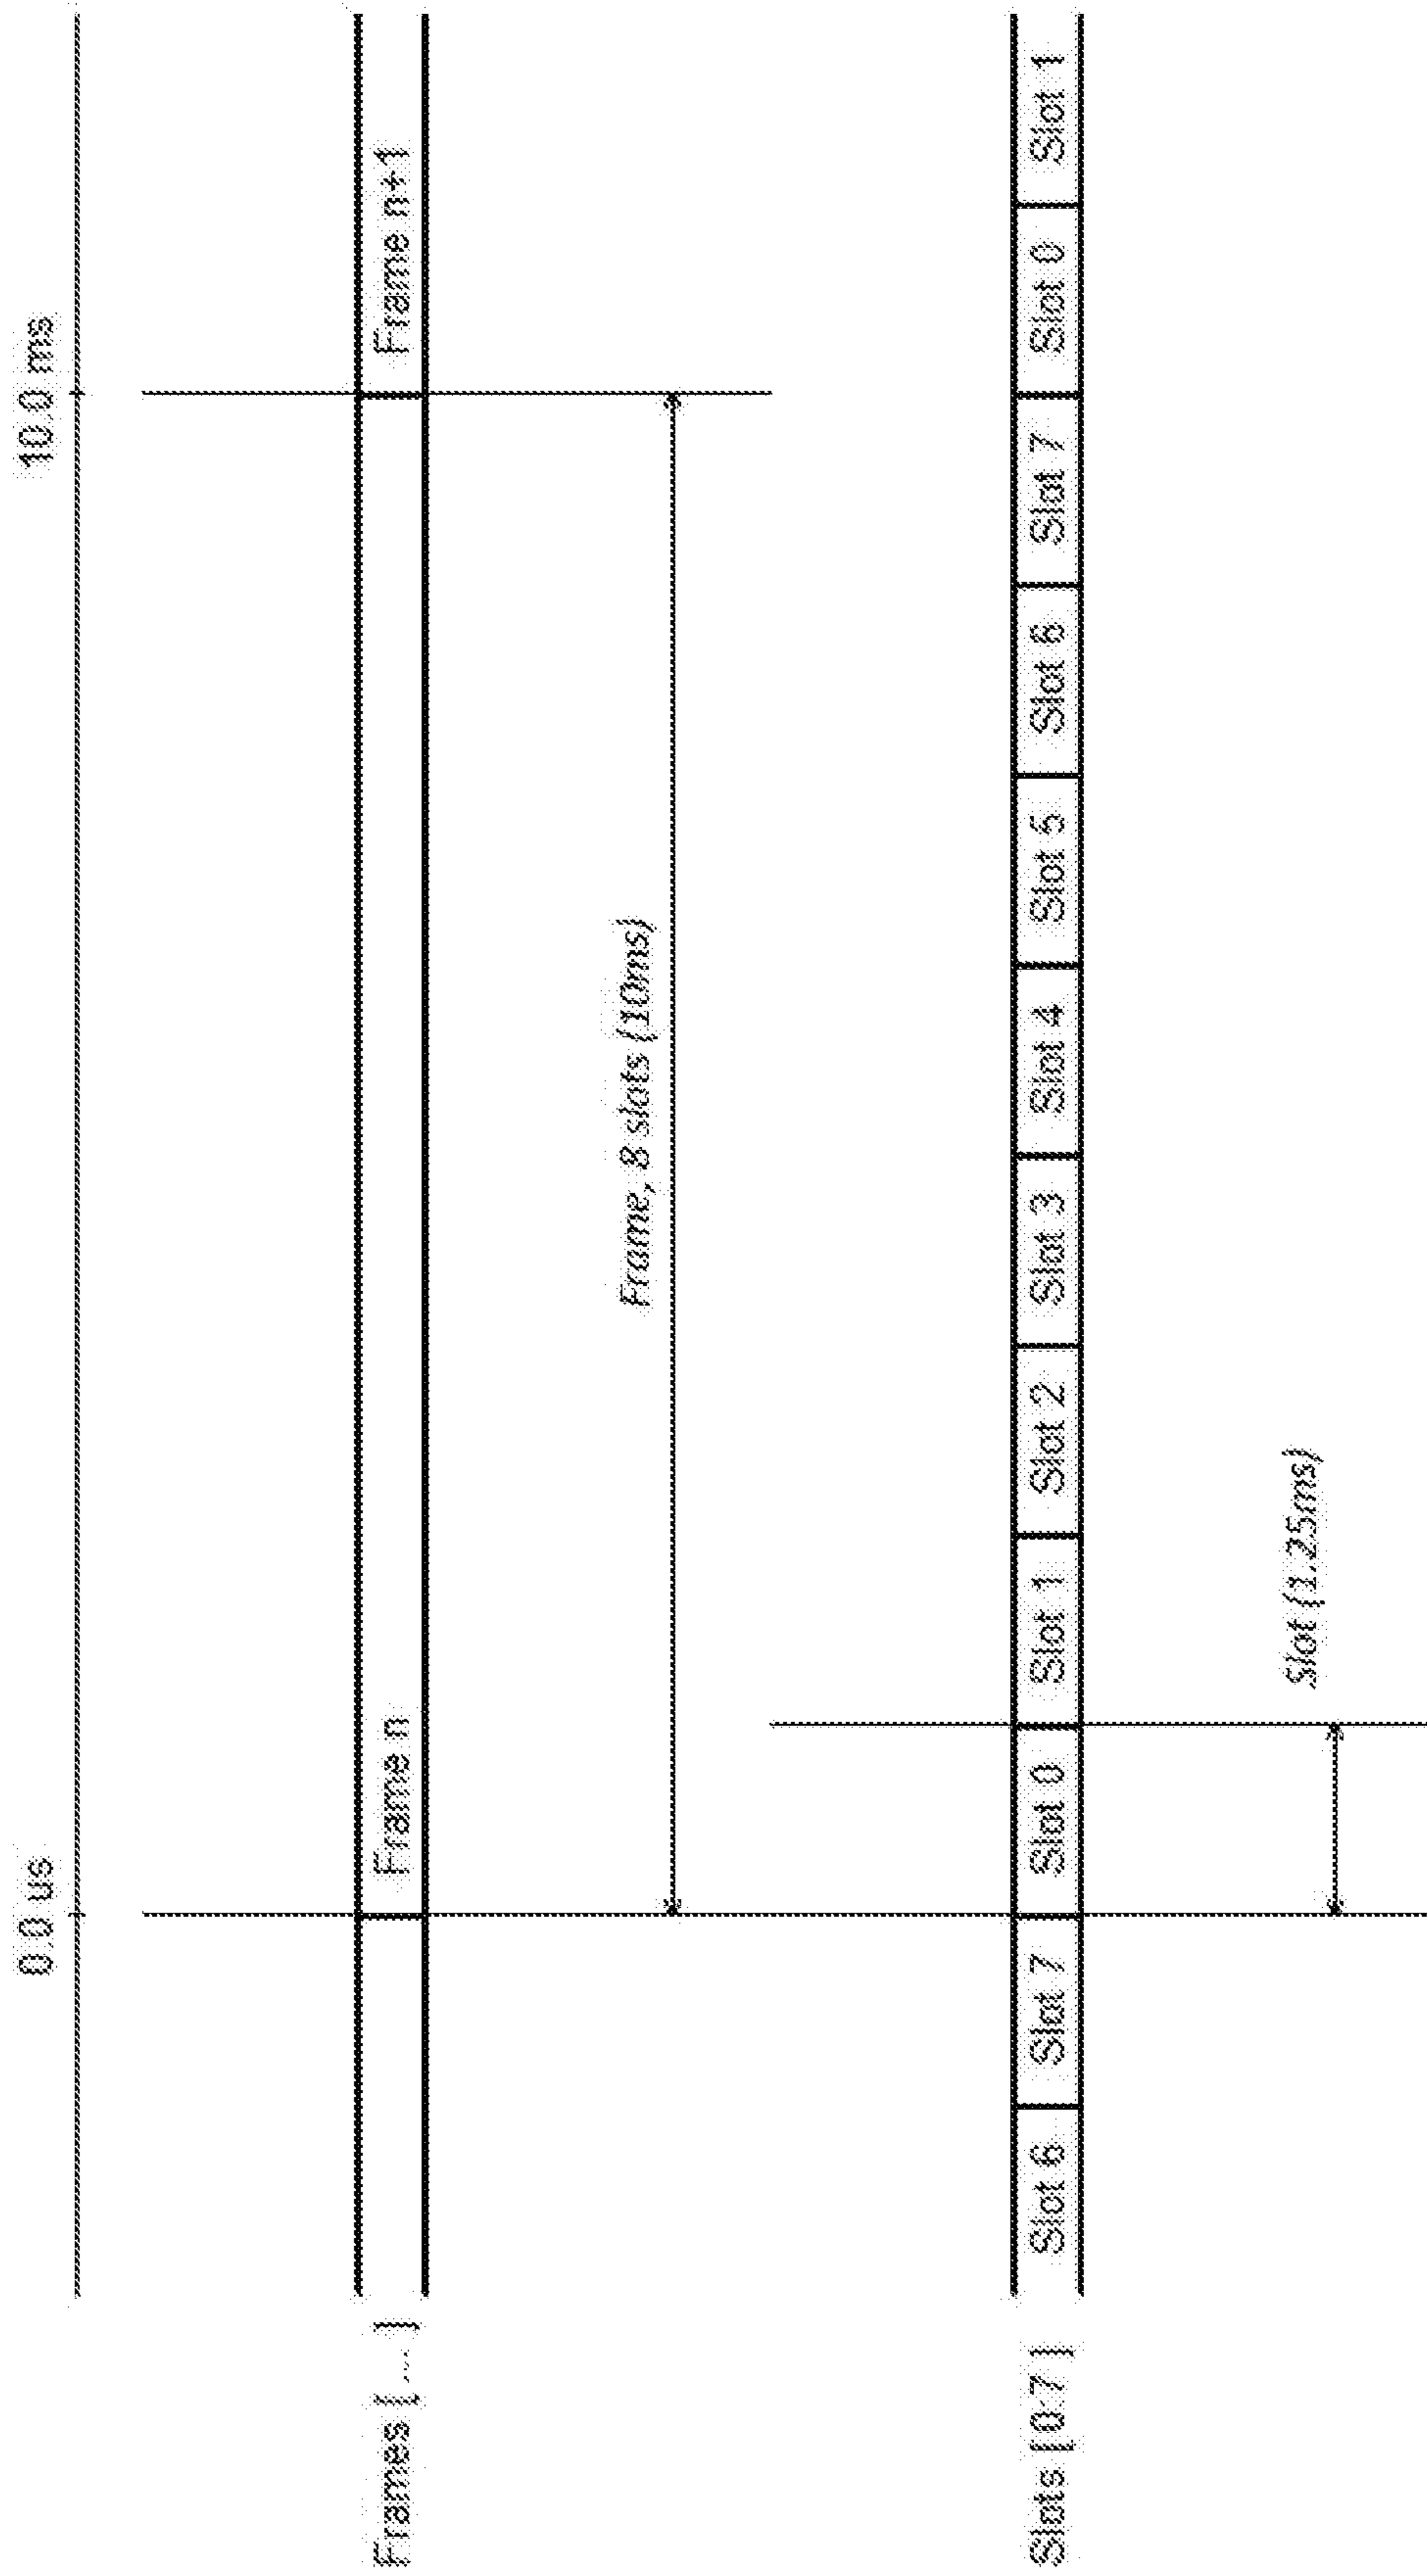 0.0 us
10.0 ms
Frames [ ... ]
Frame n
Frame n+1
Frame, 8 slots (10ms)
Slots [ 0:7 ]
Slot 6
Slot 7
Slot 0
Slot 1
Slot 2
Slot 3
Slot 4
Slot 5
Slot 6
Slot 7
Slot 0
Slot 1
Slot (1.25ms)